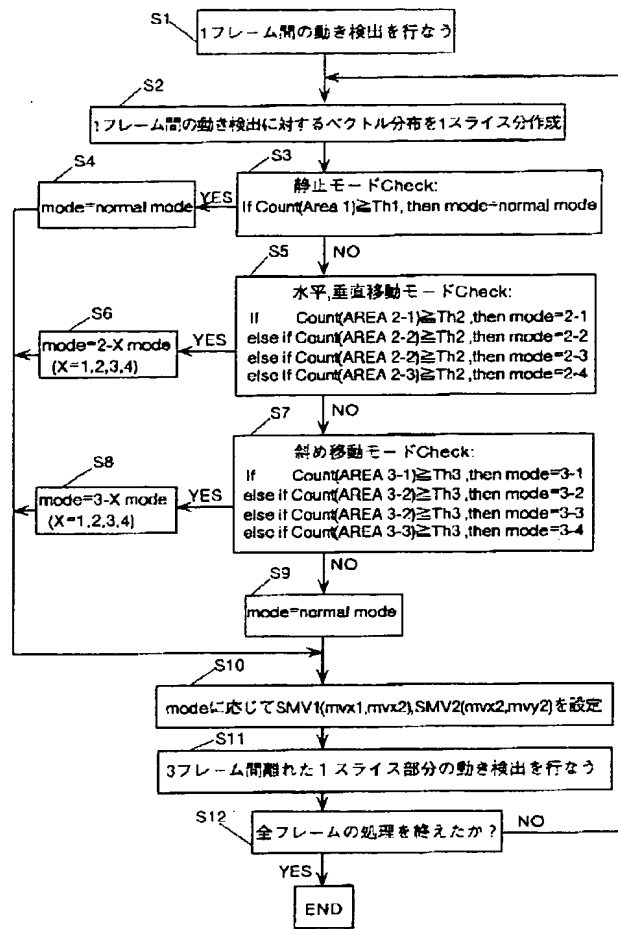 S1
1フレーム間の動き検出を行なう
S2
1フレーム間の動き検出に対するベクトル分布を1スライス分作成
S3
静止モードCheck:
If Count(Area 1)≧Th1, then mode=normal mode
YES
S4
mode=normal mode
NO
S5
水平,垂直移動モードCheck:
If Count(AREA 2-1)≧Th2 ,then mode=2-1
else if Count(AREA 2-2)≧Th2 ,then mode=2-2
else if Count(AREA 2-2)≧Th2 ,then mode=2-3
else if Count(AREA 2-3)≧Th2 ,then mode=2-4
YES
S6
mode=2-X mode
(X=1,2,3,4)
NO
S7
斜め移動モードCheck:
If Count(AREA 3-1)≧Th3 ,then mode=3-1
else if Count(AREA 3-2)≧Th3 ,then mode=3-2
else if Count(AREA 3-2)≧Th3 ,then mode=3-3
else if Count(AREA 3-3)≧Th3 ,then mode=3-4
YES
S8
mode=3-X mode
(X=1,2,3,4)
NO
S9
mode=normal mode
S10
modeに応じてSMV1(mvx1,mvx2),SMV2(mvx2,mvy2)を設定
S11
3フレーム間離れた1スライス部分の動き検出を行なう
S12
全フレームの処理を終えたか？
NO
YES
END